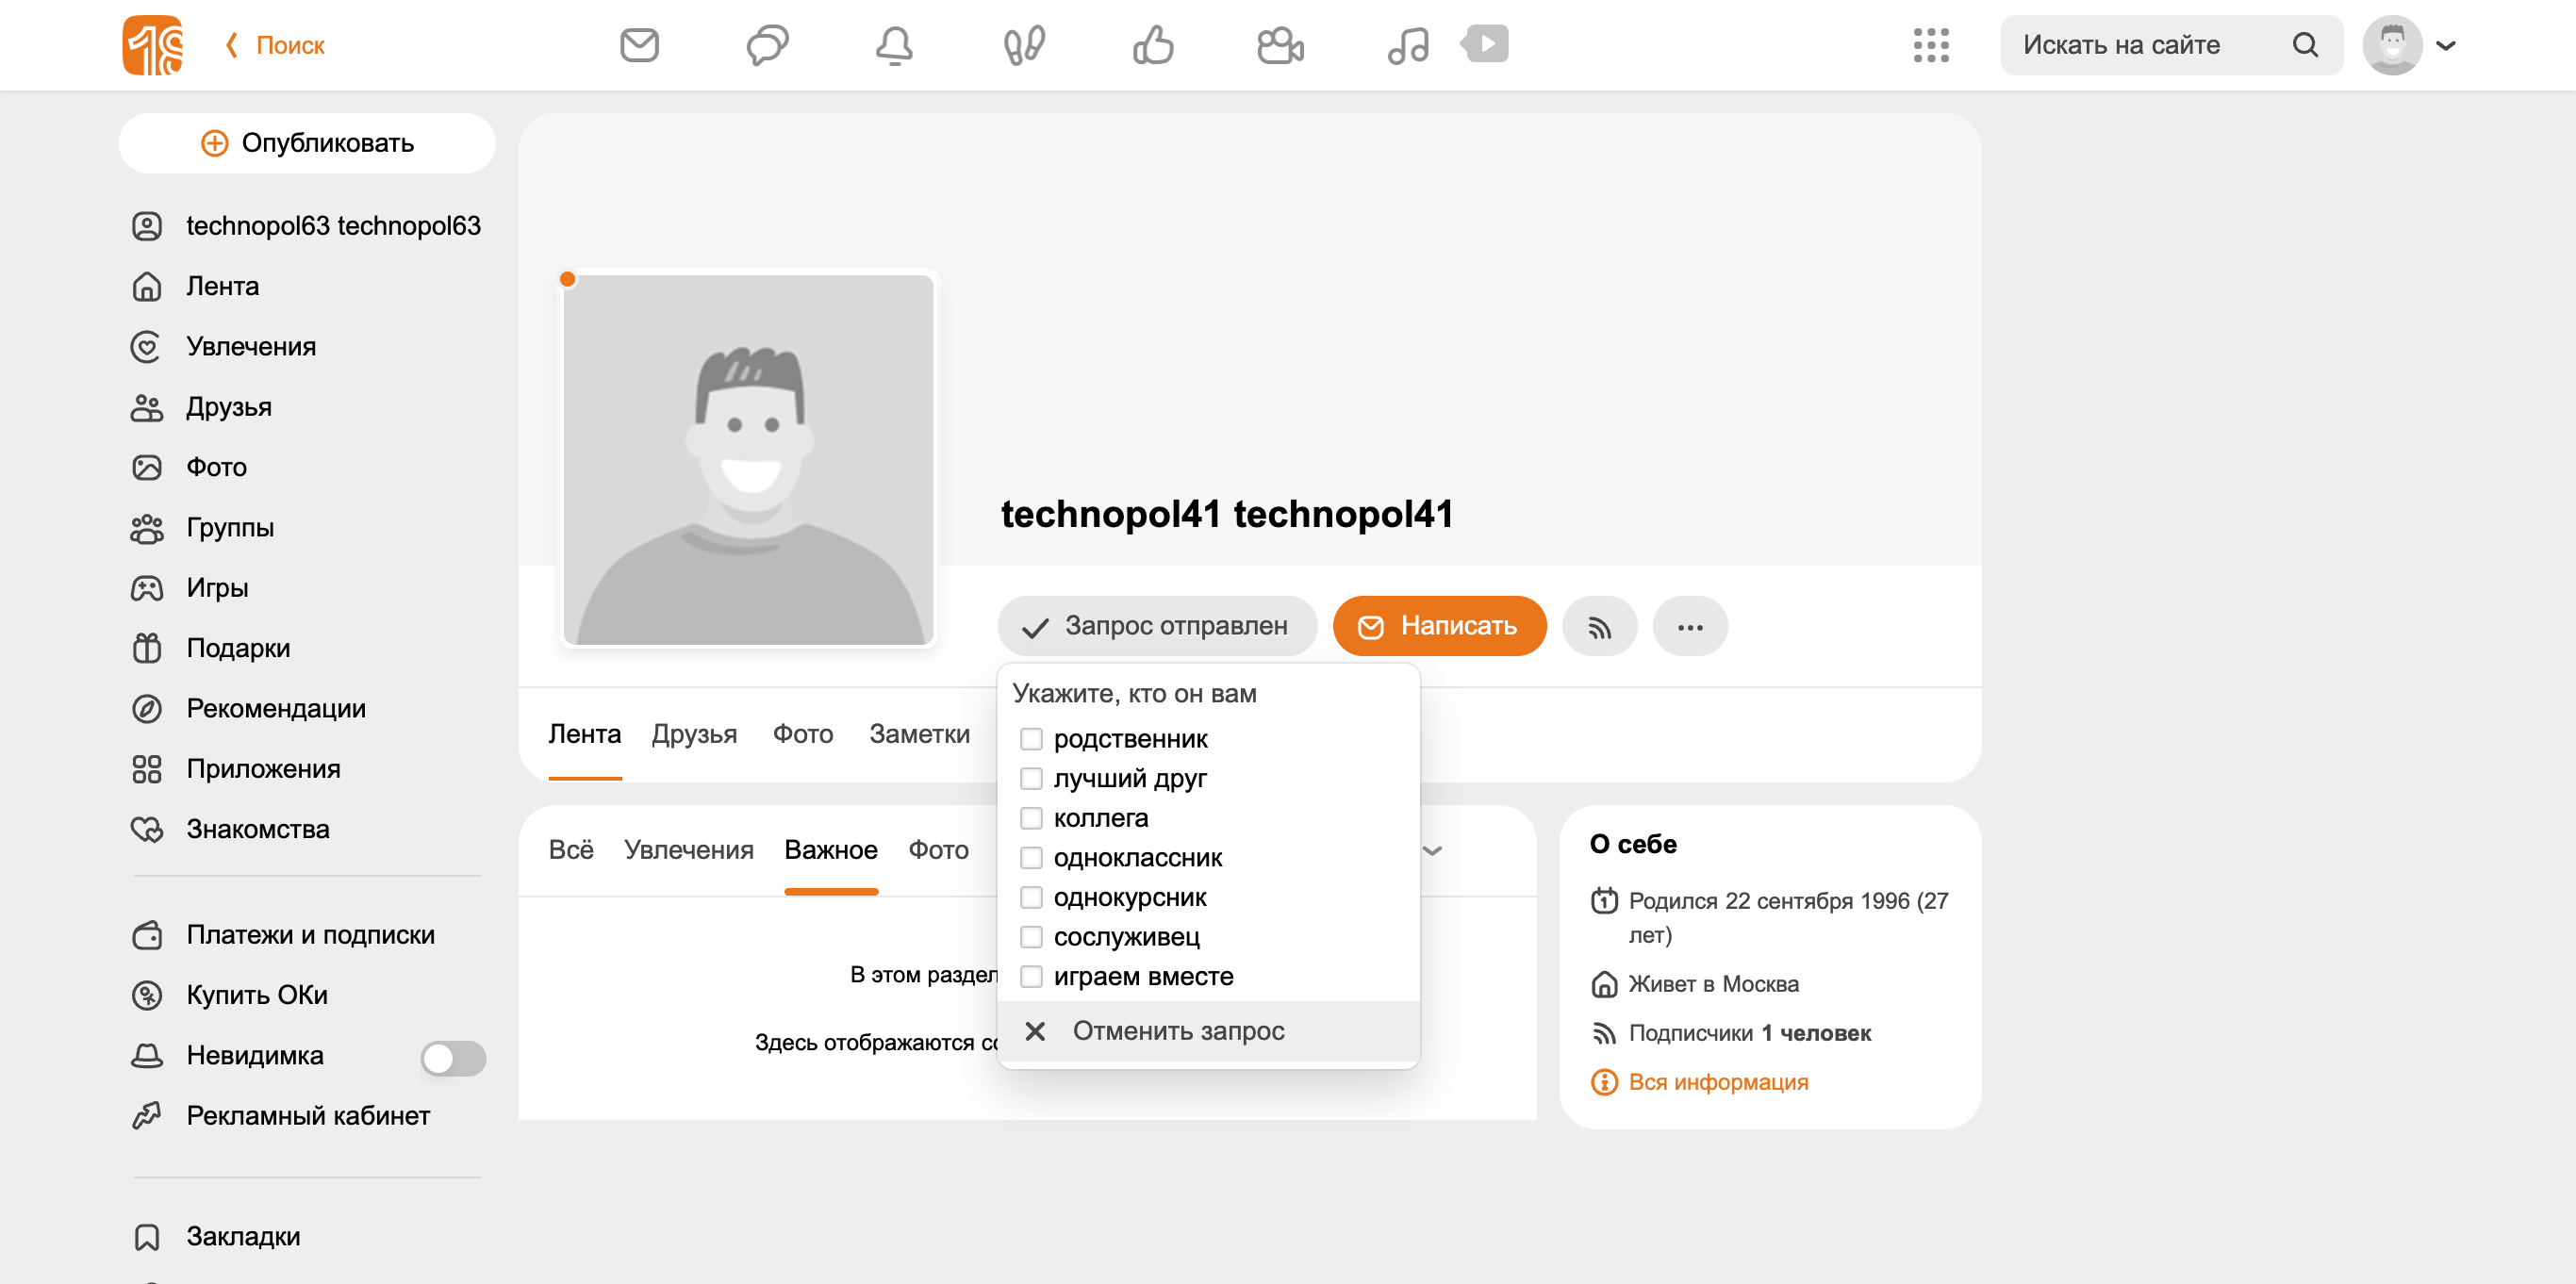 Поиск
Искать на сайте
Опубликовать
technopol63 technopol63
Лента
Увлечения
Друзья
Фото
Группы
Игры
Подарки
Рекомендации
Приложения
Знакомства
Платежи и подписки
Купить ОКи
Невидимка
Рекламный кабинет
Закладки
technopol41 technopol41
Запрос отправлен
Написать
Укажите, кто он вам
родственник
лучший друг
коллега
одноклассник
однокурсник
сослуживец
играем вместе
Отменить запрос
Лента Друзья Фото Заметки
Всё Увлечения Важное Фото
В этом раздел
Здесь отображаются со
О себе
Родился 22 сентября 1996 (27
лет)
Живет в Москва
Подписчики 1 человек
Вся информация